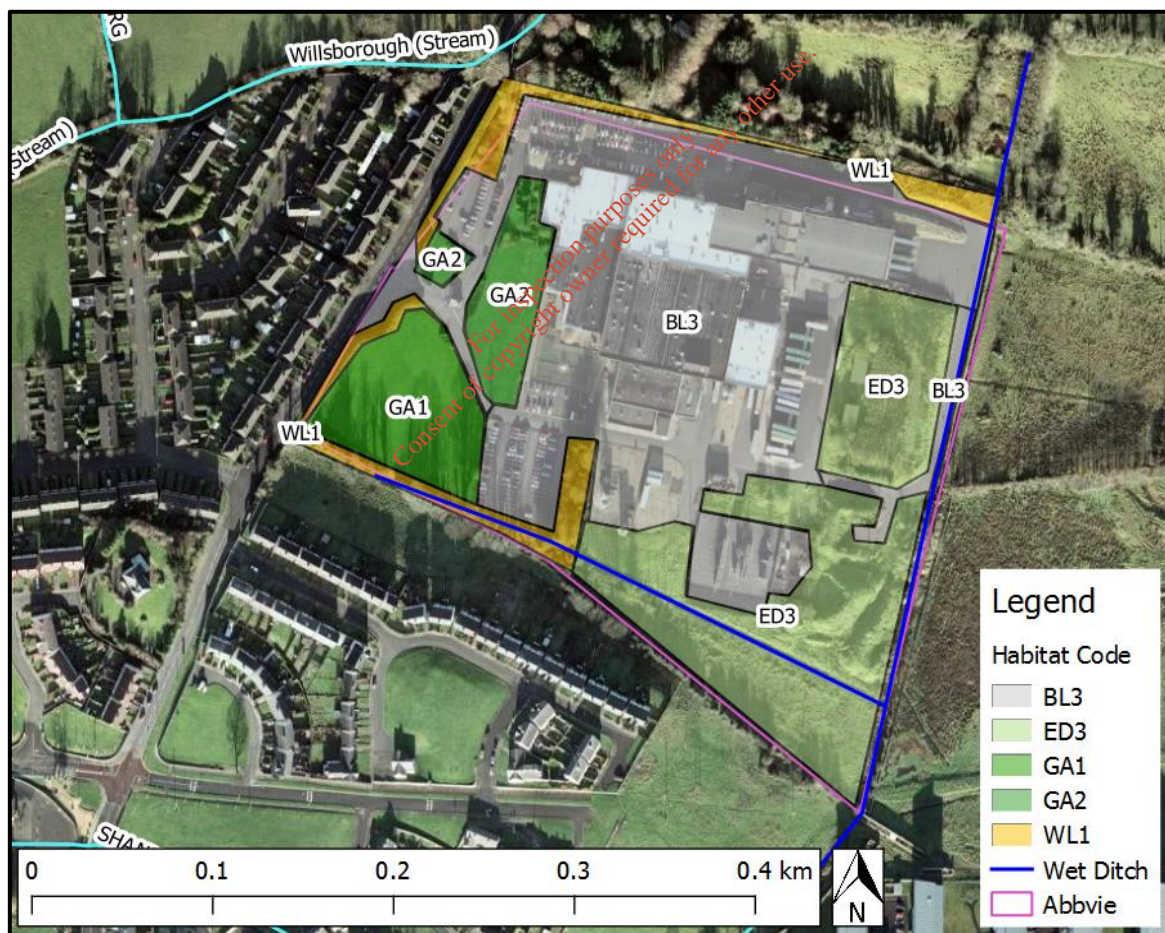 RG
Willsborough (Stream)
Stream)
WL1
GA2
GA2
BL3
ED3
BL3
GA1
WL1
ED3
For inspection purposes only.
Consent of copyright owner required for any other use.
Legend
Habitat Code
BL3
ED3
GA1
GA2
WL1
Wet Ditch
Abbvie
SHAN
0 0.1 0.2 0.3 0.4 km
N